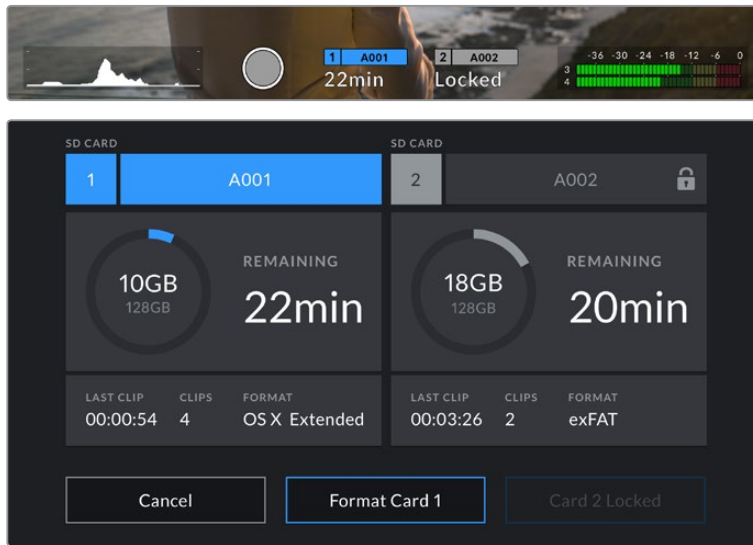 1 A001 2 A002
22min Locked
-36 -30 -24 -18 -12 -6 0
3
4
SD CARD SD CARD
1 A001 2 A002
10GB
128GB
REMAINING
22min
18GB
128GB
REMAINING
20min
LAST CLIP CLIPS FORMAT
00:00:54 4 OS X Extended
LAST CLIP CLIPS FORMAT
00:03:26 2 exFAT
Cancel Format Card 1 Card 2 Locked